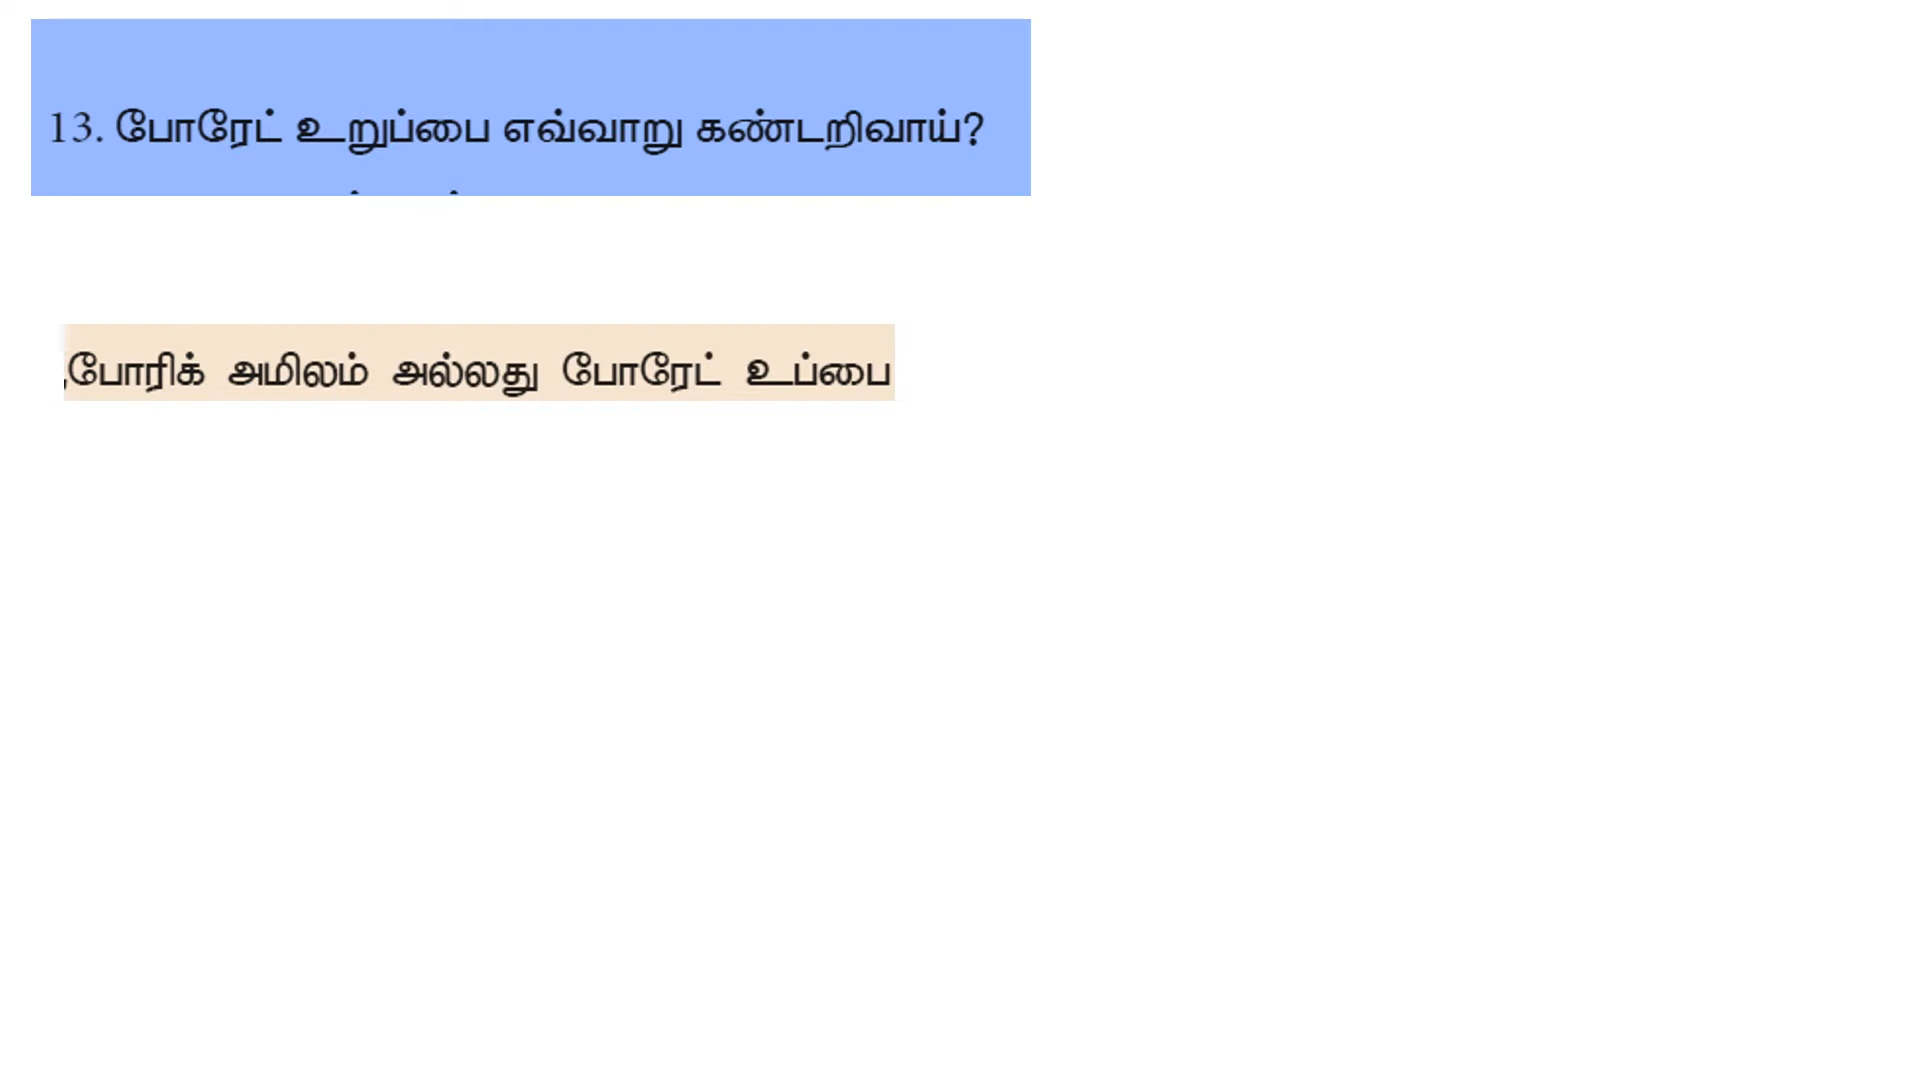 13. போரேட் உறுப்பை எவ்வாறு கண்டறிவாய்?
போரிக் அமிலம் அல்லது போரேட் உப்பை